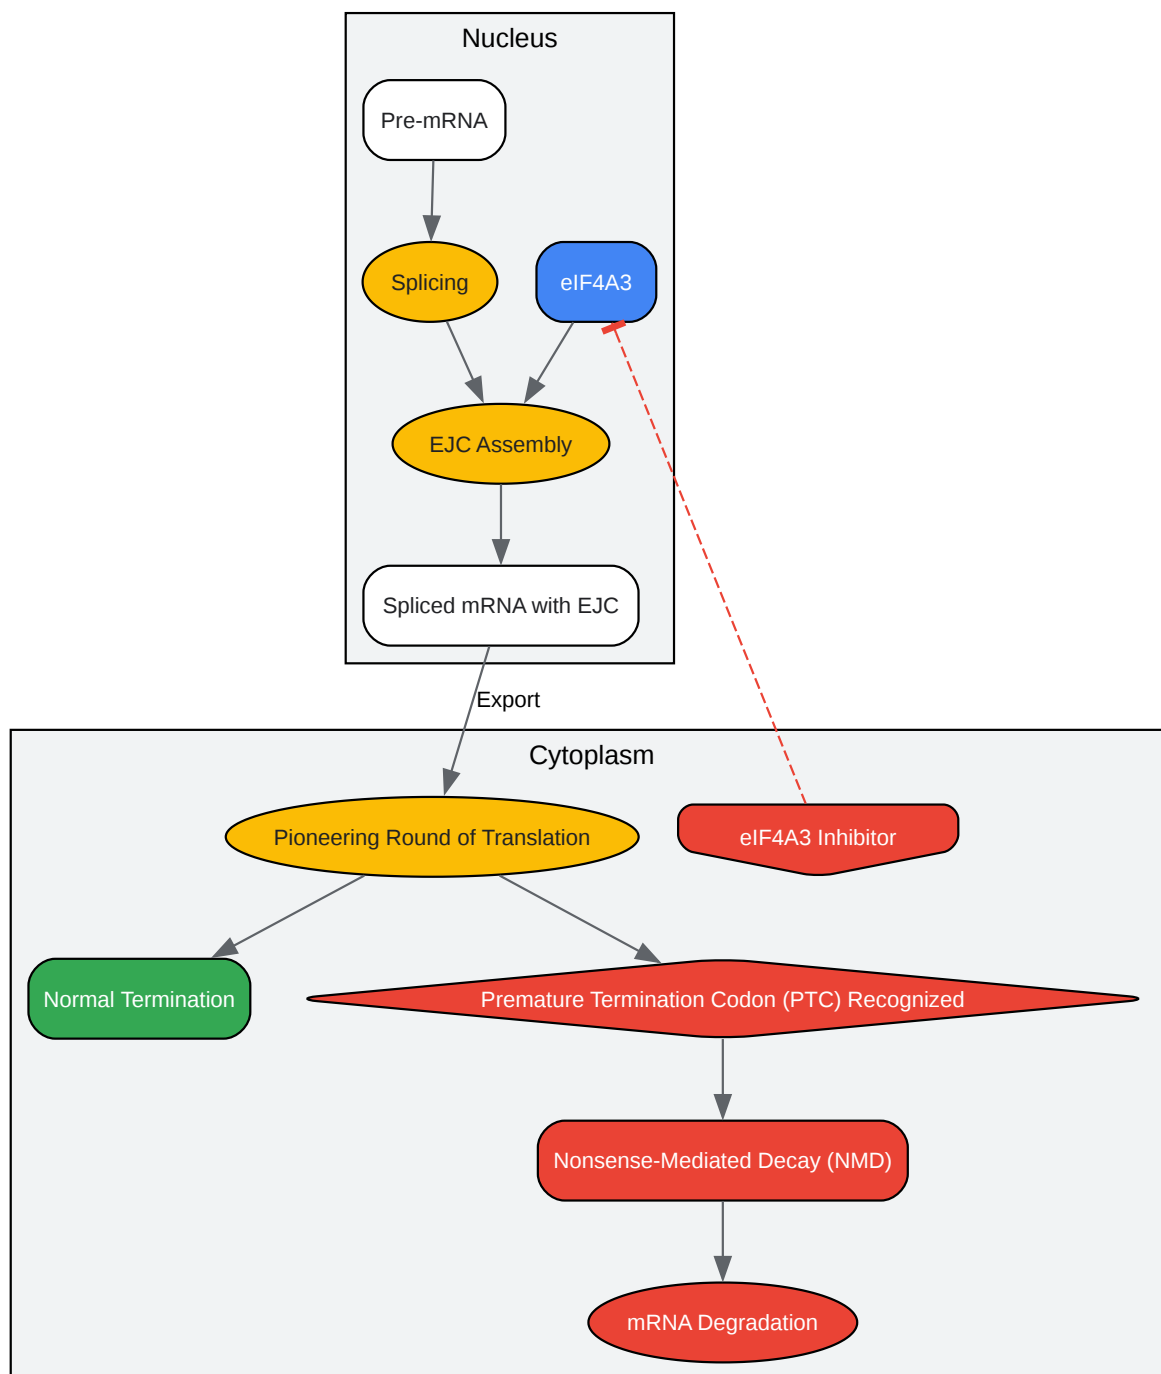 Nucleus
Pre-mRNA
Splicing
eIF4A3
EJC Assembly
Spliced mRNA with EJC
Export
Cytoplasm
Pioneering Round of Translation
eIF4A3 Inhibitor
Normal Termination
Premature Termination Codon (PTC) Recognized
Nonsense-Mediated Decay (NMD)
mRNA Degradation